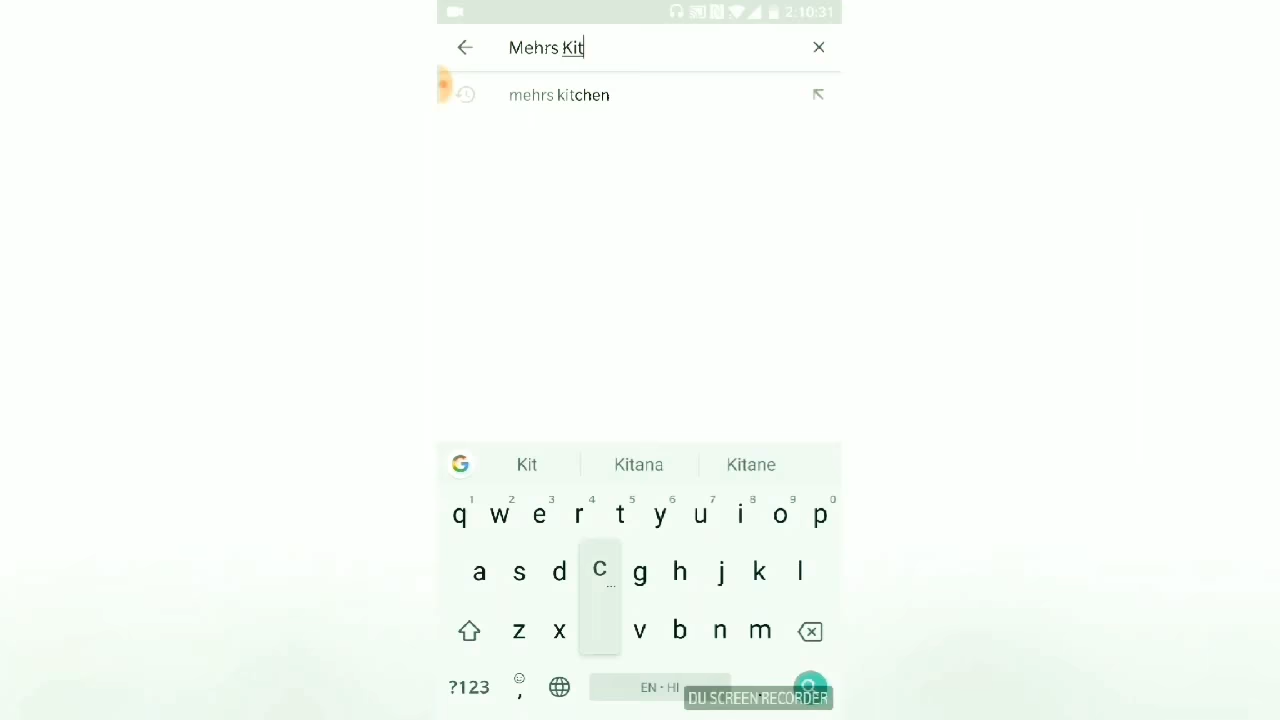 2:10:31
Mehrs Kit
mehrs kitchen
Kit Kitana Kitane
1 2 3 4 5 6 7 8 9 0
q w e r t y u i o p
a s d c g h j k l
z x v b n m
?123 , EN • HI .
DU SCREEN RECORDER